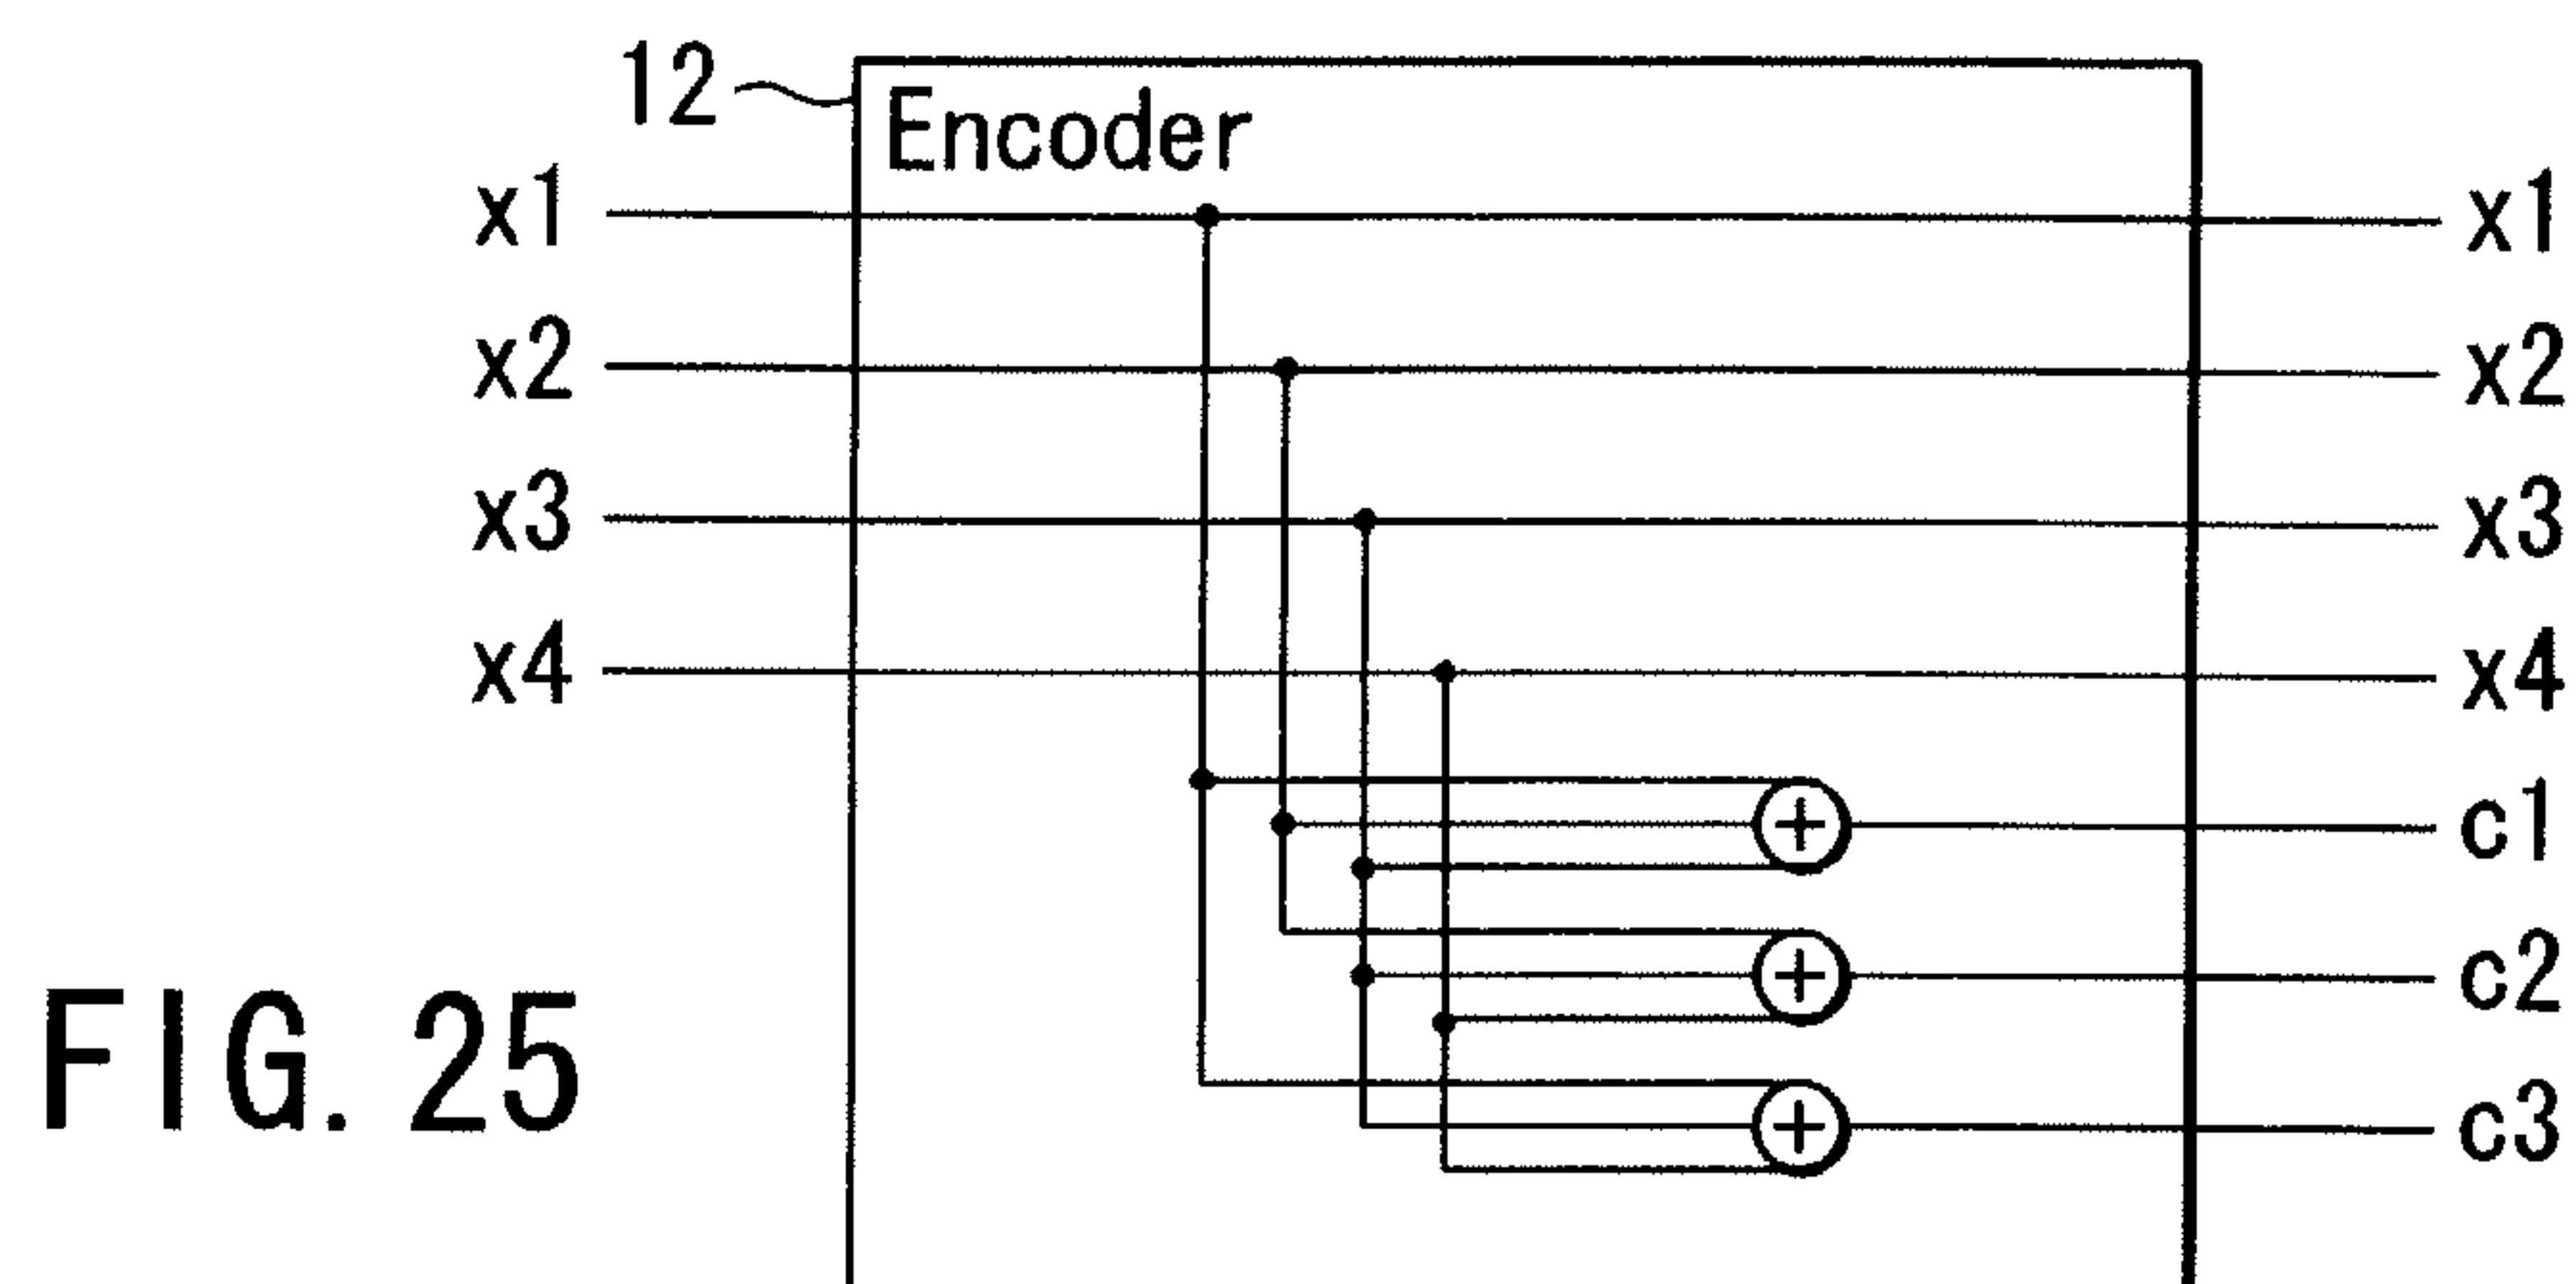 12
Encoder
x1 x1
x2 x2
x3 x3
x4 x4
+ c1
+ c2
+ c3
FIG. 25